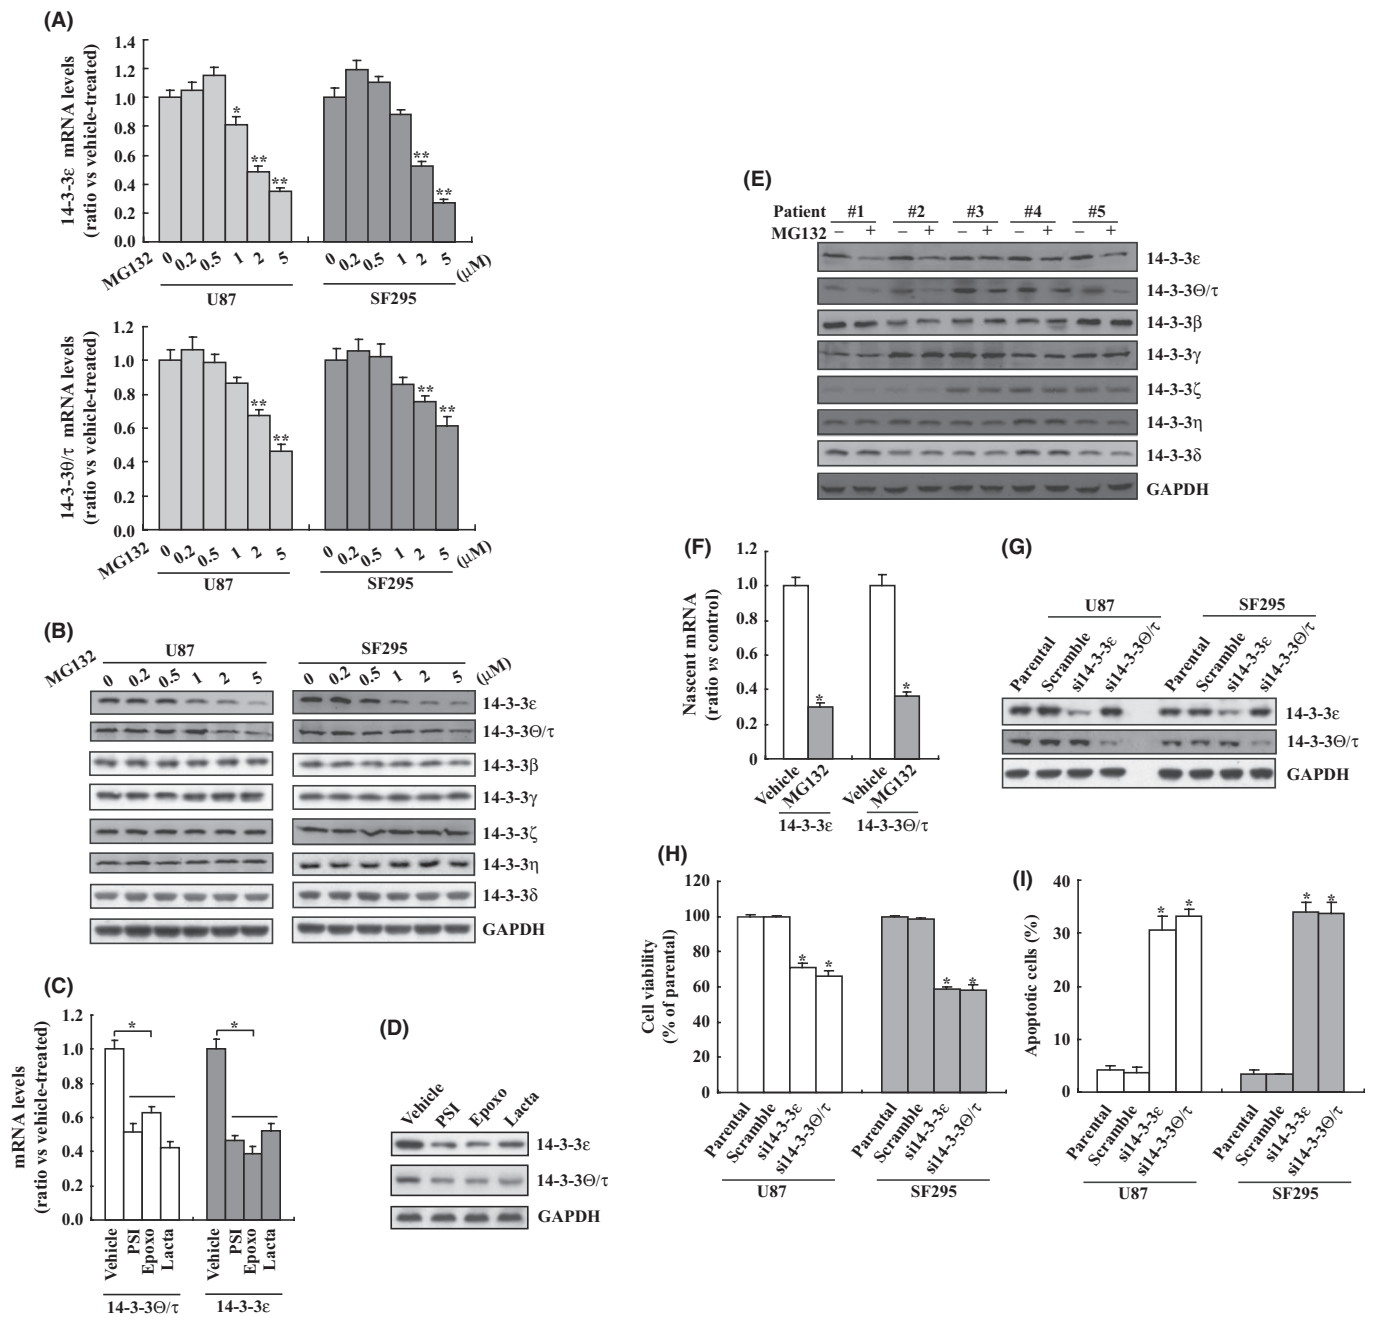 (A)
14-3-3ε mRNA levels
(ratio vs vehicle-treated)
1.4
1.2
1.0
0.8
0.6
0.4
0.2
0.0
* ** ** ** **
MG132 0 0.2 0.5 1 2 5 0 0.2 0.5 1 2 5 (μM)
U87 SF295
14-3-3θ/τ mRNA levels
(ratio vs vehicle-treated)
1.2
1.0
0.8
0.6
0.4
0.2
0.0
** ** ** **
MG132 0 0.2 0.5 1 2 5 0 0.2 0.5 1 2 5 (μM)
U87 SF295
(B)
U87 SF295
MG132 0 0.2 0.5 1 2 5 0 0.2 0.5 1 2 5 (μM)
14-3-3ε
14-3-3Θ/τ
14-3-3β
14-3-3γ
14-3-3ζ
14-3-3η
14-3-3δ
GAPDH
(C)
mRNA levels
(ratio vs vehicle-treated)
1.2
1.0
0.8
0.6
0.4
0.2
0.0
* *
Vehicle PSI Epoxo Lacta Vehicle PSI Epoxo Lacta
14-3-3Θ/τ 14-3-3ε
(D)
Vehicle PSI Epoxo Lacta
14-3-3ε
14-3-3Θ/τ
GAPDH
(E)
Patient #1 #2 #3 #4 #5
MG132 − + − + − + − + − +
14-3-3ε
14-3-3Θ/τ
14-3-3β
14-3-3γ
14-3-3ζ
14-3-3η
14-3-3δ
GAPDH
(F)
Nascent mRNA
(ratio vs control)
1.2
1.0
0.8
0.6
0.4
0.2
0
* *
Vehicle MG132 Vehicle MG132
14-3-3ε 14-3-3Θ/τ
(G)
U87 SF295
Parental Scramble si14-3-3ε si14-3-3Θ/τ Parental Scramble si14-3-3ε si14-3-3Θ/τ
14-3-3ε
14-3-3Θ/τ
GAPDH
(H)
Cell viability
(% of parental)
120
100
80
60
40
20
0
* * * *
Parental Scramble si14-3-3ε si14-3-3Θ/τ Parental Scramble si14-3-3ε si14-3-3Θ/τ
U87 SF295
(I)
Apoptotic cells (%)
40
30
20
10
0
* * * *
Parental Scramble si14-3-3ε si14-3-3Θ/τ Parental Scramble si14-3-3ε si14-3-3Θ/τ
U87 SF295